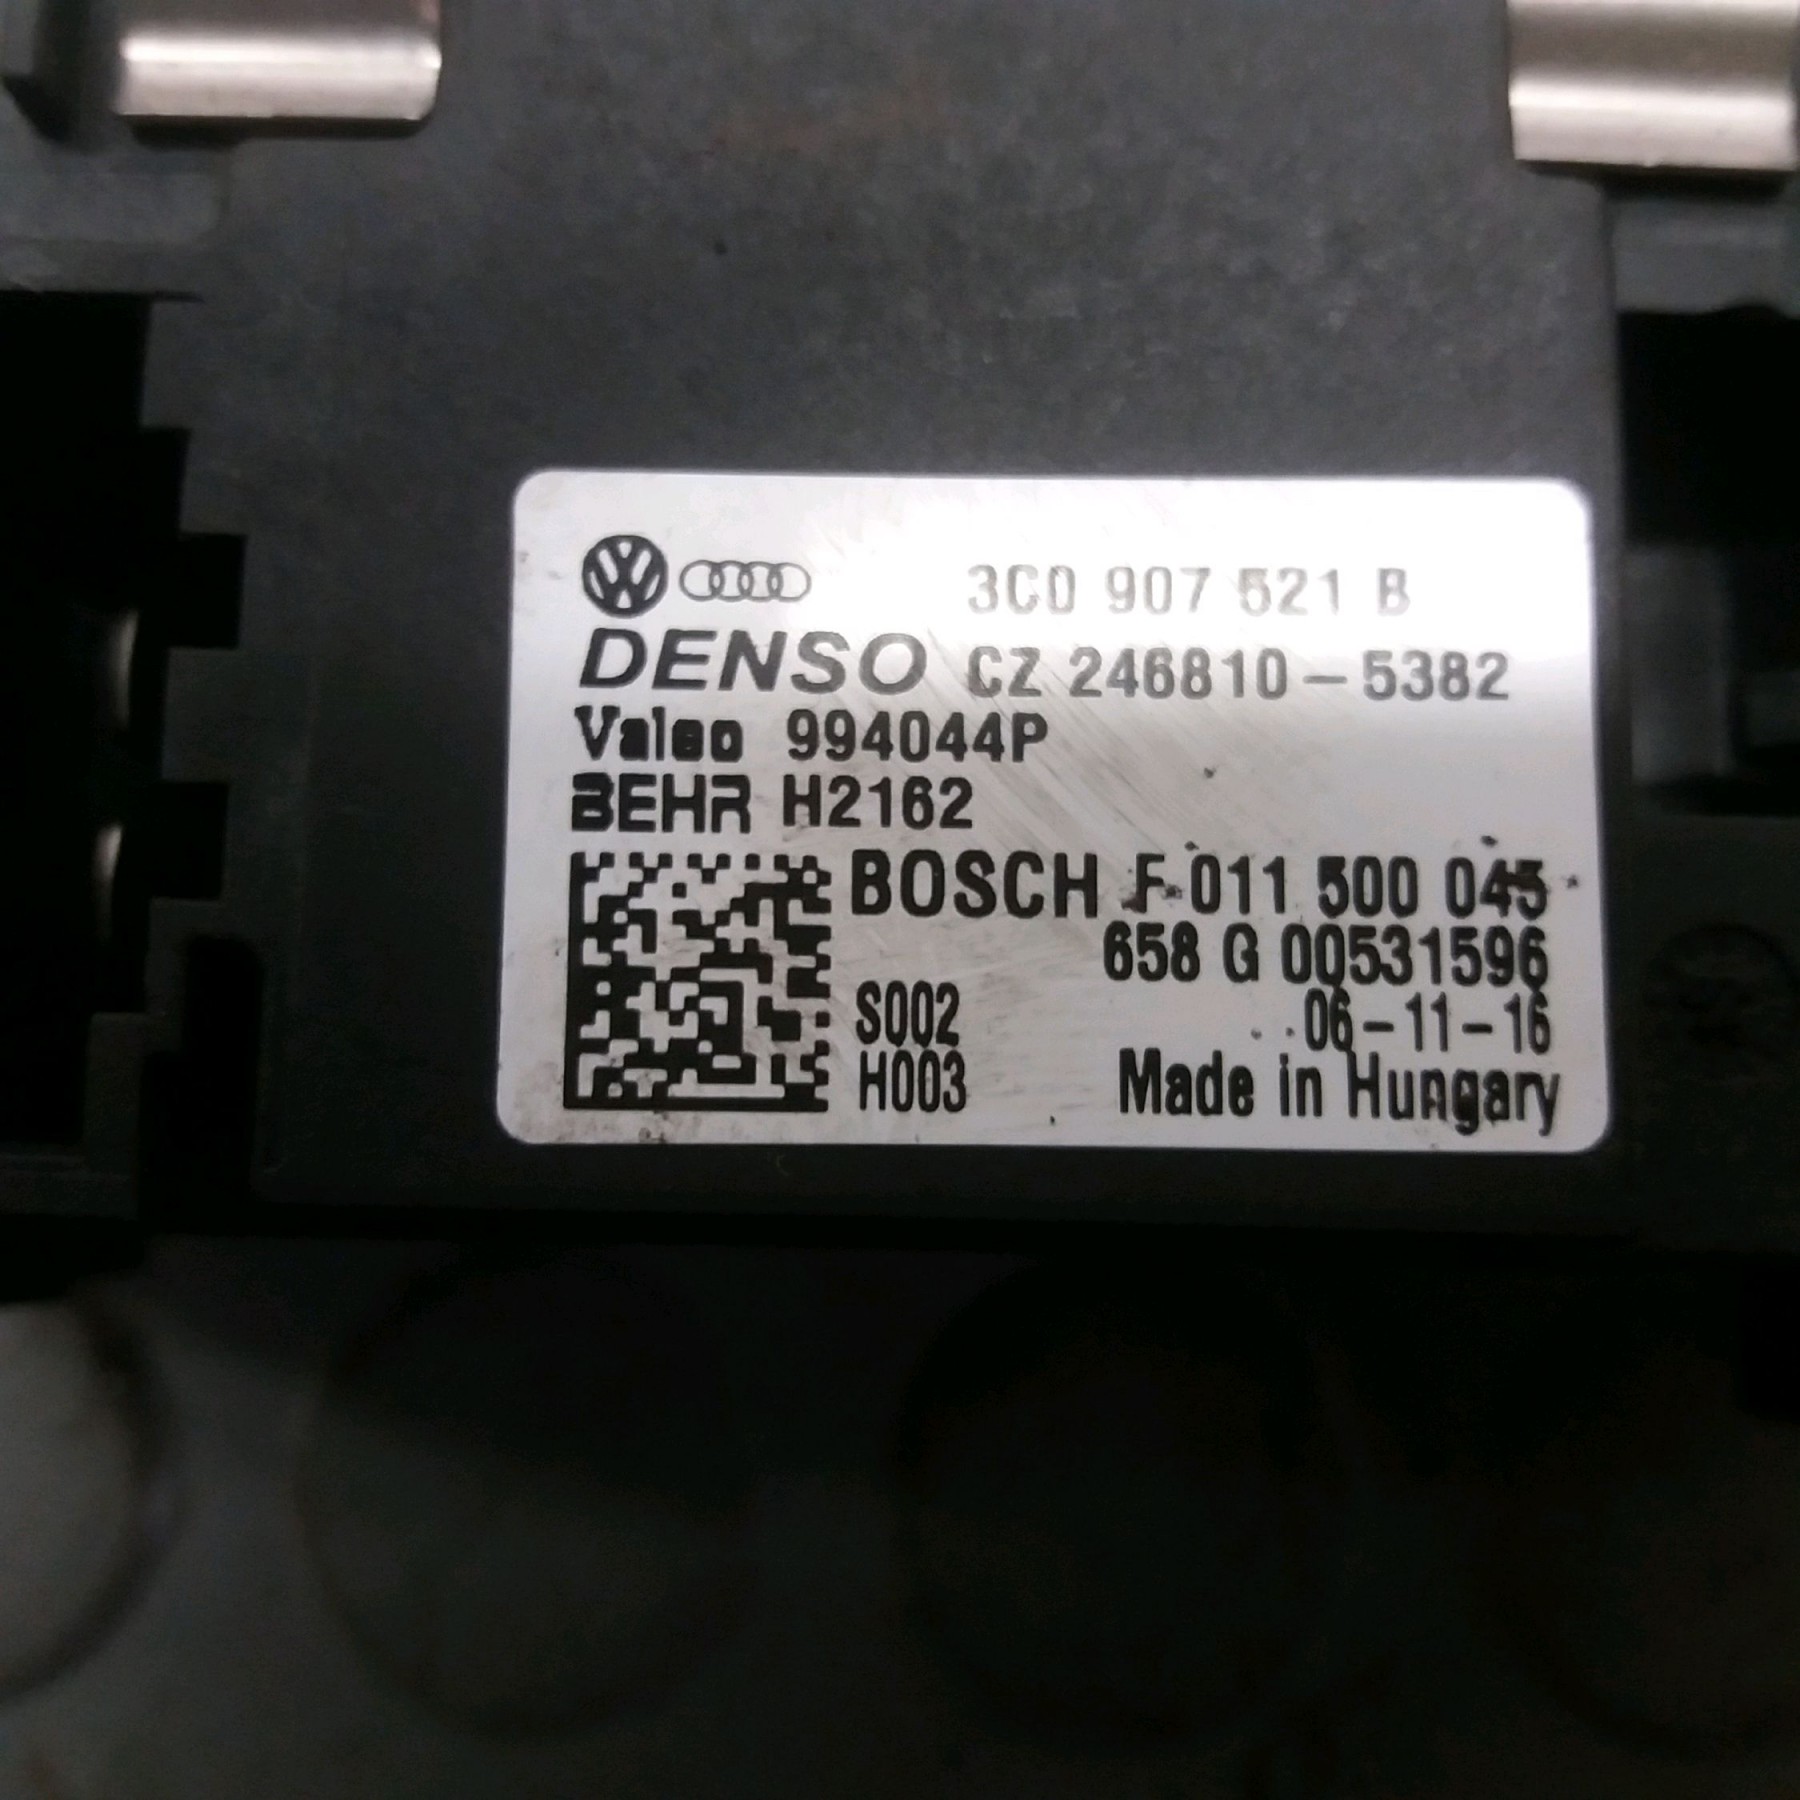 3C0 907 521 B
DENSO CZ 246810-5382
Valeo 994044P
BEHR H2162
BOSCH F 011 500 045
658 G 00531596
S002 06-11-16
H003 Made in Hungary